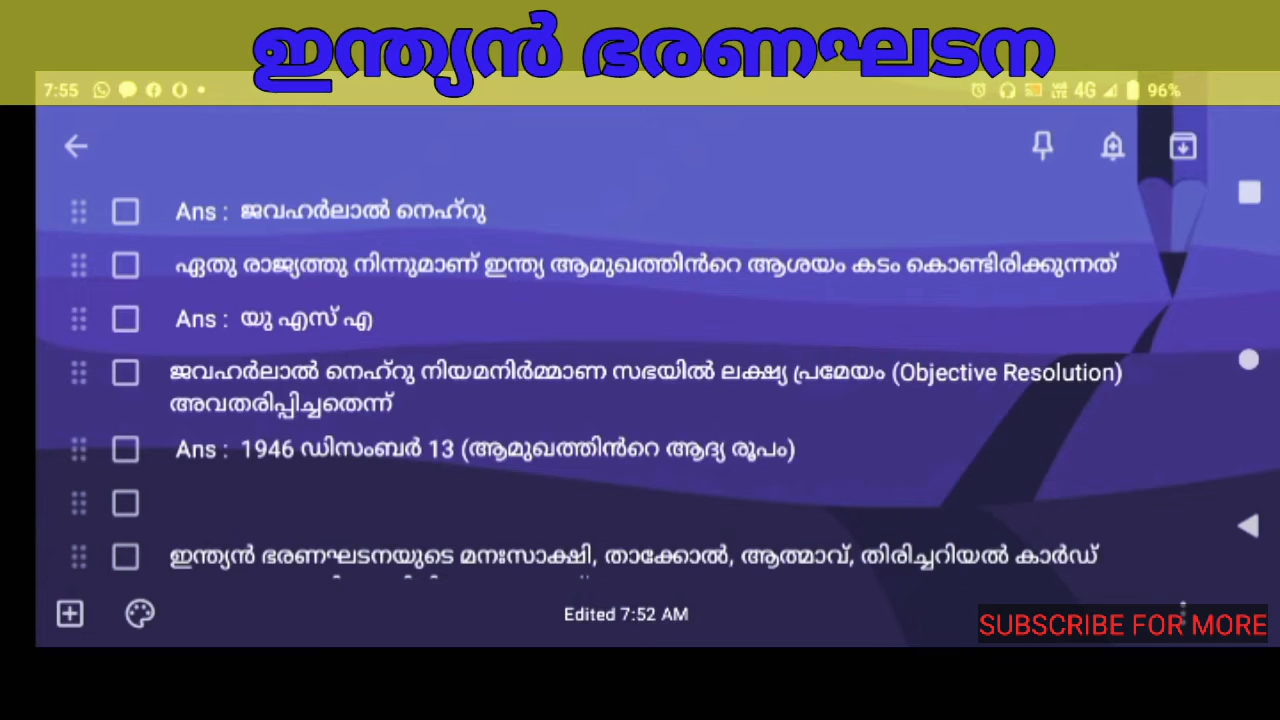 ഇന്ത്യൻ ഭരണഘടന
7:55
4G 96%
Ans : ജവഹർലാൽ നെഹ്റു
ഏതു രാജ്യത്തു നിന്നുമാണ് ഇന്ത്യ ആമുഖത്തിൻറെ ആശയം കടം കൊണ്ടിരിക്കുന്നത്
Ans : യു എസ് എ
ജവഹർലാൽ നെഹ്റു നിയമനിർമ്മാണ സഭയിൽ ലക്ഷ്യ പ്രമേയം (Objective Resolution)
അവതരിപ്പിച്ചതെന്ന്
Ans : 1946 ഡിസംബർ 13 (ആമുഖത്തിൻറെ ആദ്യ രൂപം)
ഇന്ത്യൻ ഭരണഘടനയുടെ മനഃസാക്ഷി, താക്കോൽ, ആത്മാവ്, തിരിച്ചറിയൽ കാർഡ്
Edited 7:52 AM
SUBSCRIBE FOR MORE